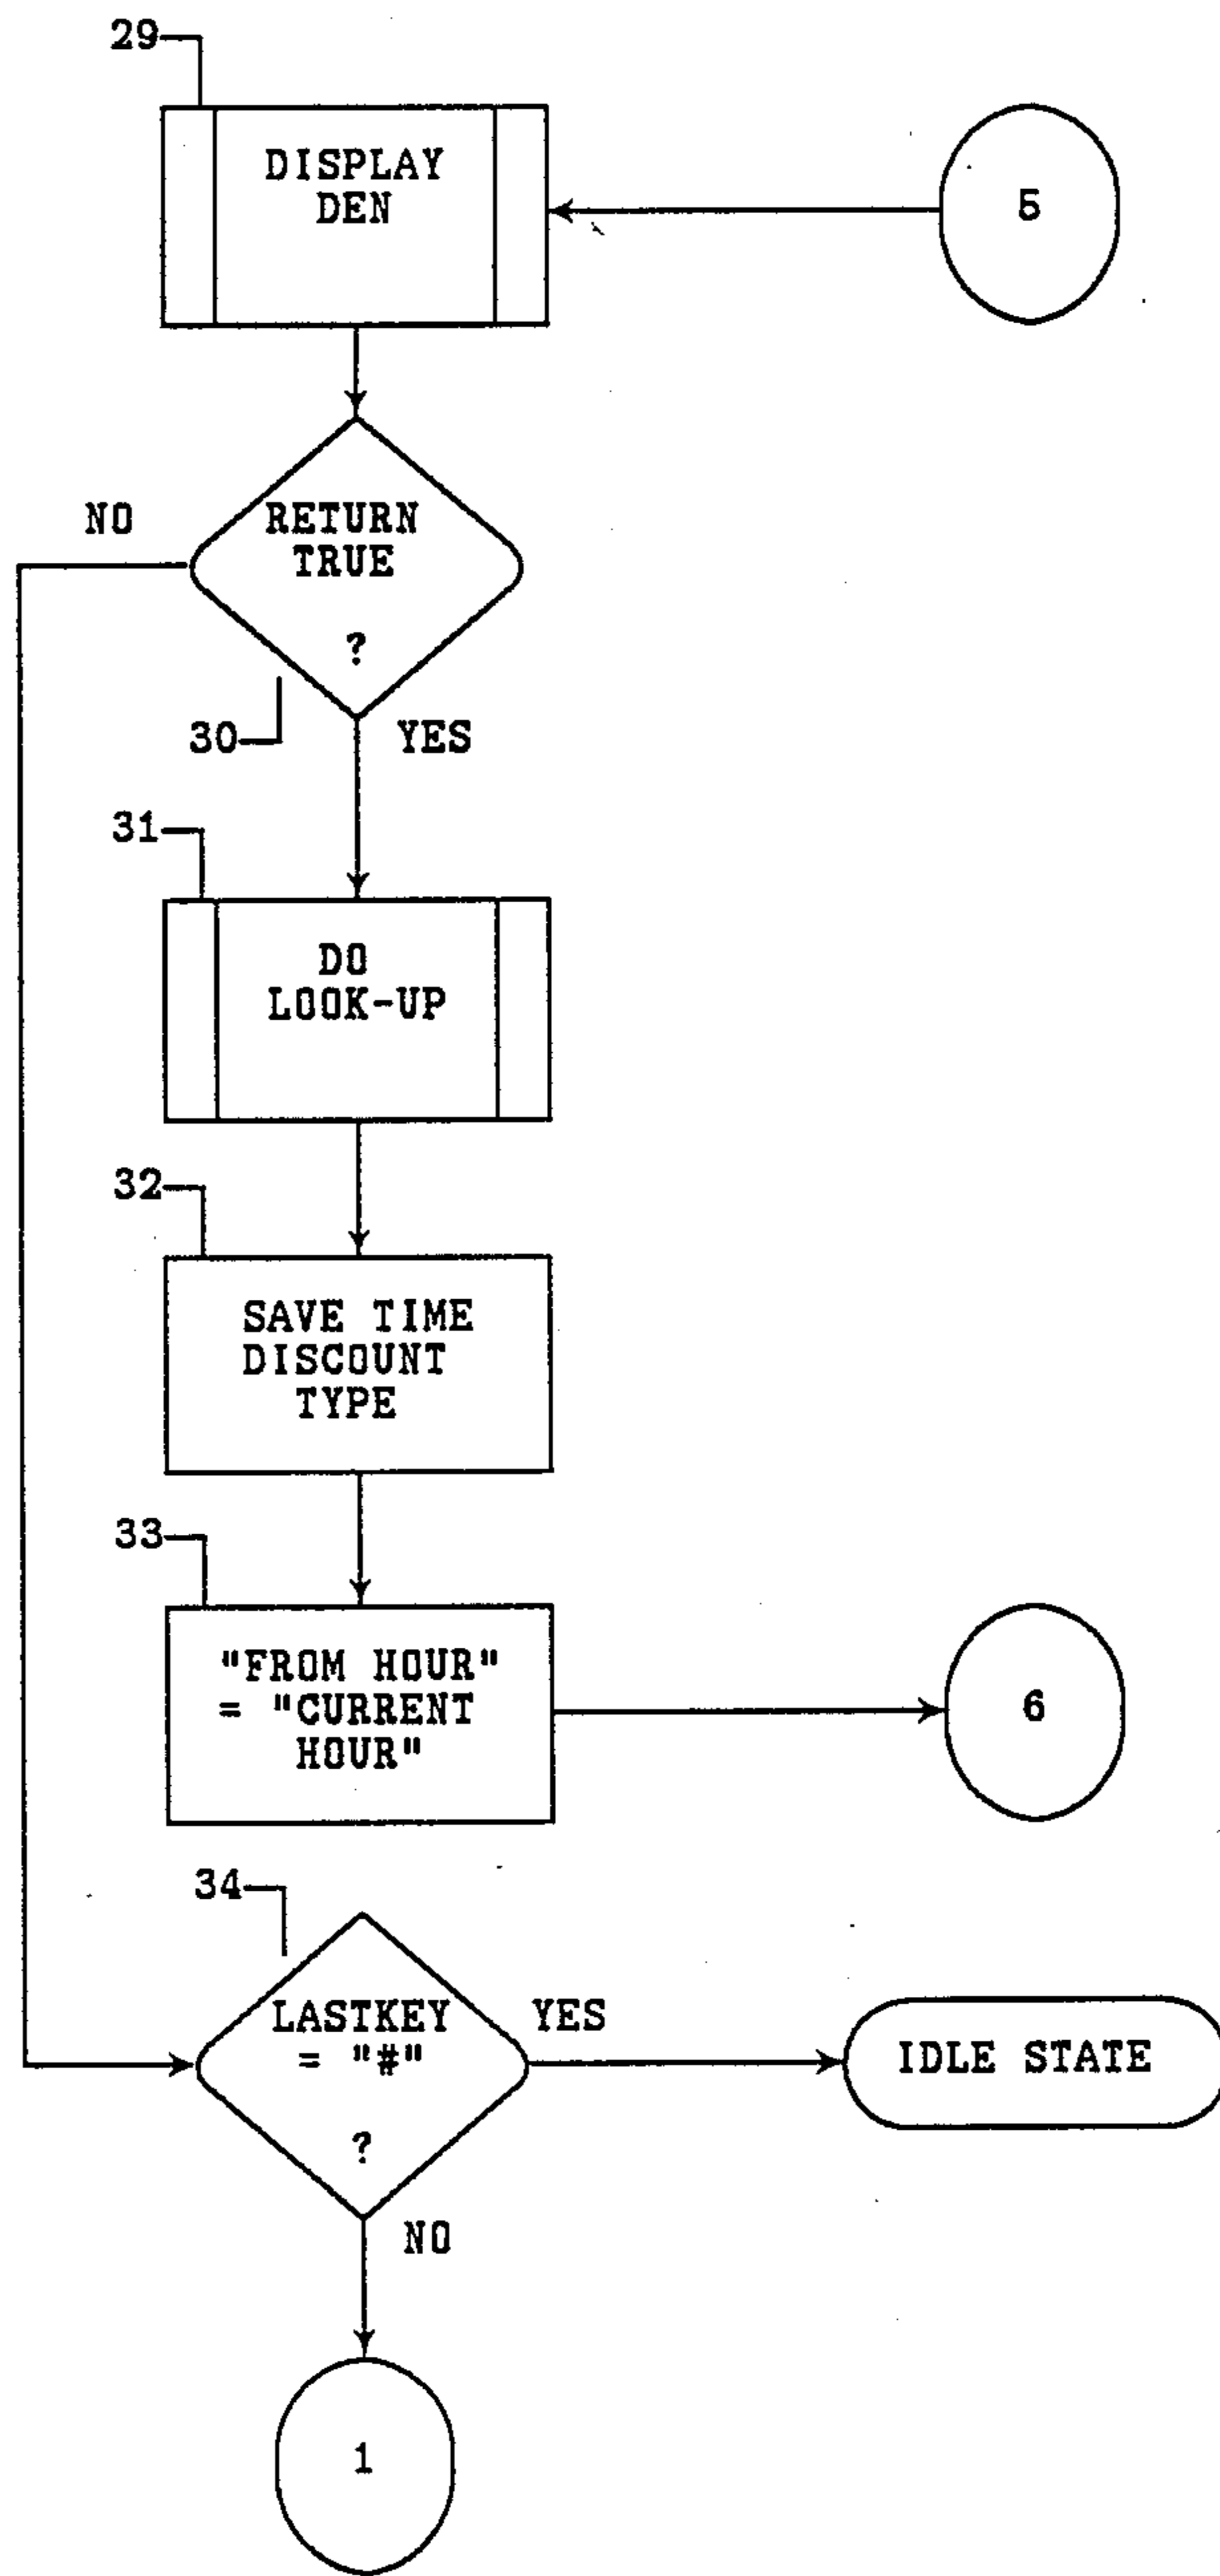 29
DISPLAY
DEN
5
NO
RETURN
TRUE
?
30
YES
31
DO
LOOK-UP
32
SAVE TIME
DISCOUNT
TYPE
33
"FROM HOUR"
= "CURRENT
HOUR"
6
34
LASTKEY
= "#"
?
YES
IDLE STATE
NO
1